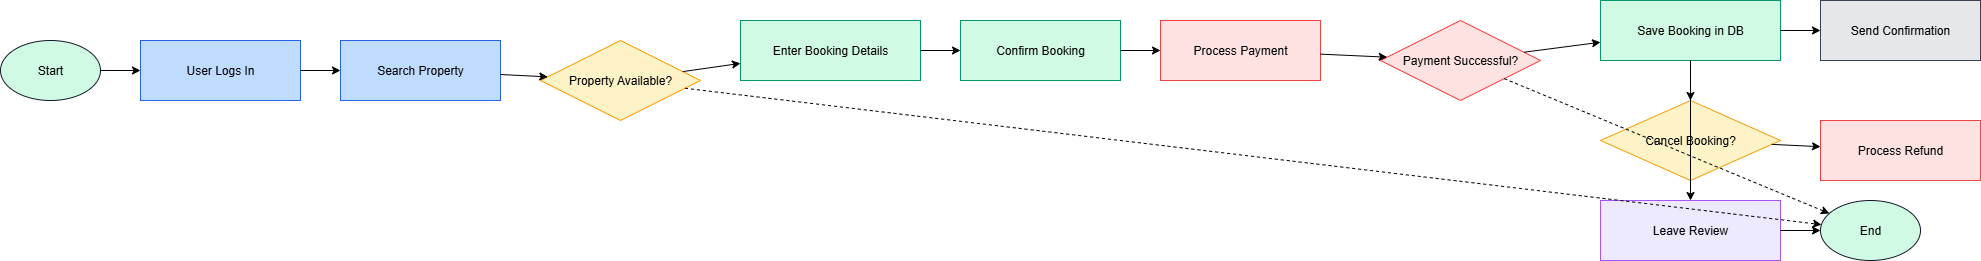 Start
User Logs In
Search Property
Property Available?
Enter Booking Details
Confirm Booking
Process Payment
Payment Successful?
Save Booking in DB
Send Confirmation
Cancel Booking?
Process Refund
Leave Review
End